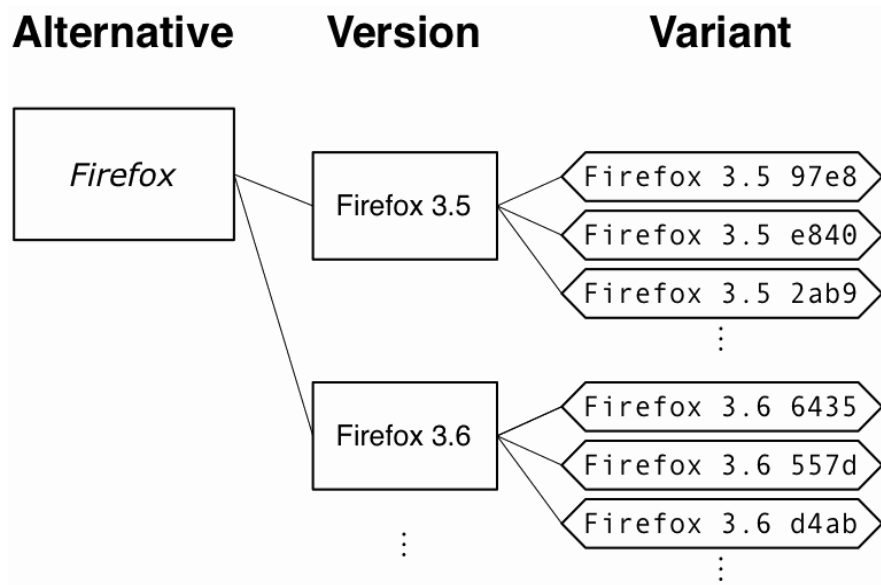 Alternative Version Variant
Firefox
Firefox 3.5
Firefox 3.5 97e8
Firefox 3.5 e840
Firefox 3.5 2ab9
Firefox 3.6
Firefox 3.6 6435
Firefox 3.6 557d
Firefox 3.6 d4ab